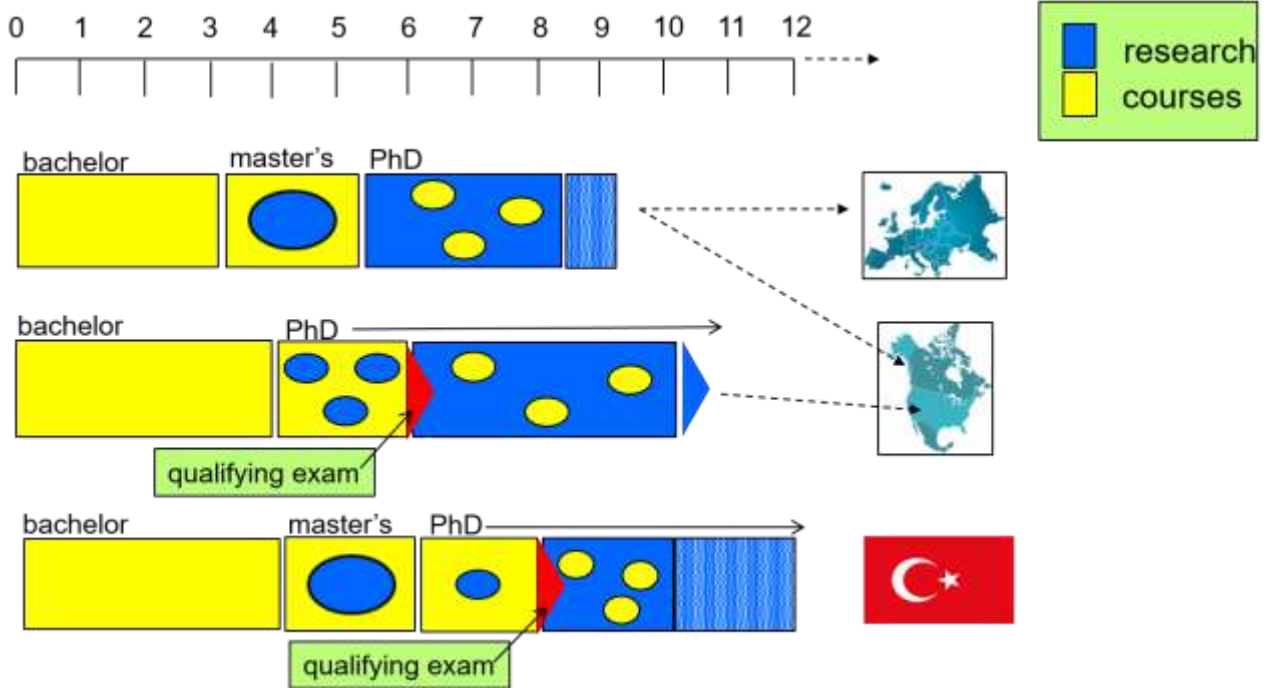 0 1 2 3 4 5 6 7 8 9 10 11 12
research
courses
bachelor master's PhD
bachelor PhD
qualifying exam
bachelor master's PhD
qualifying exam